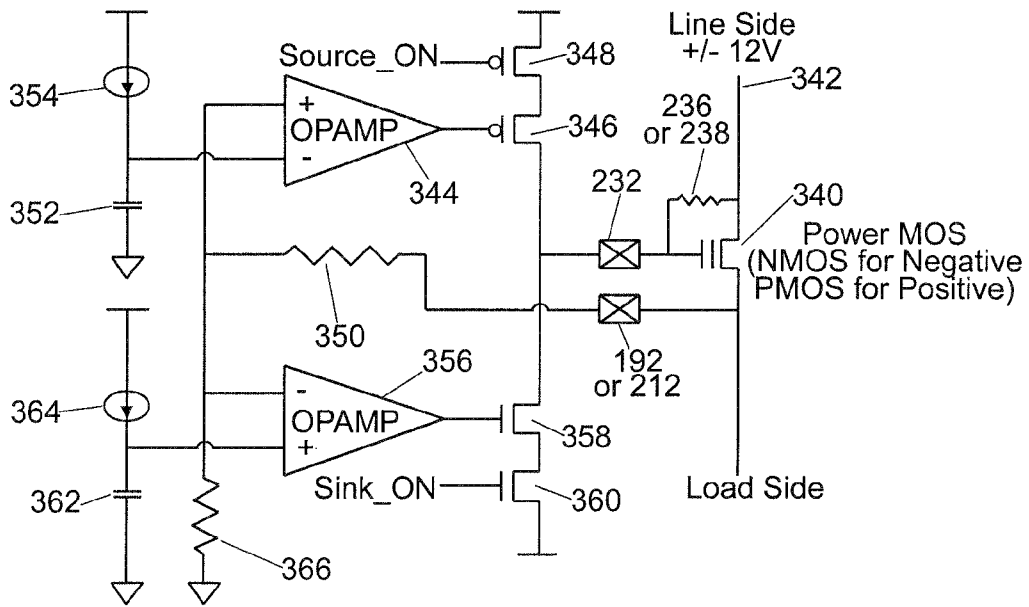 Line Side
+/- 12V
Source_ON
348
342
354
+
OPAMP
-
346
236
or 238
344
232
340
352
Power MOS
(NMOS for Negative
PMOS for Positive)
350
356
192
or 212
364
-
OPAMP
+
358
362
Sink_ON
360
Load Side
366